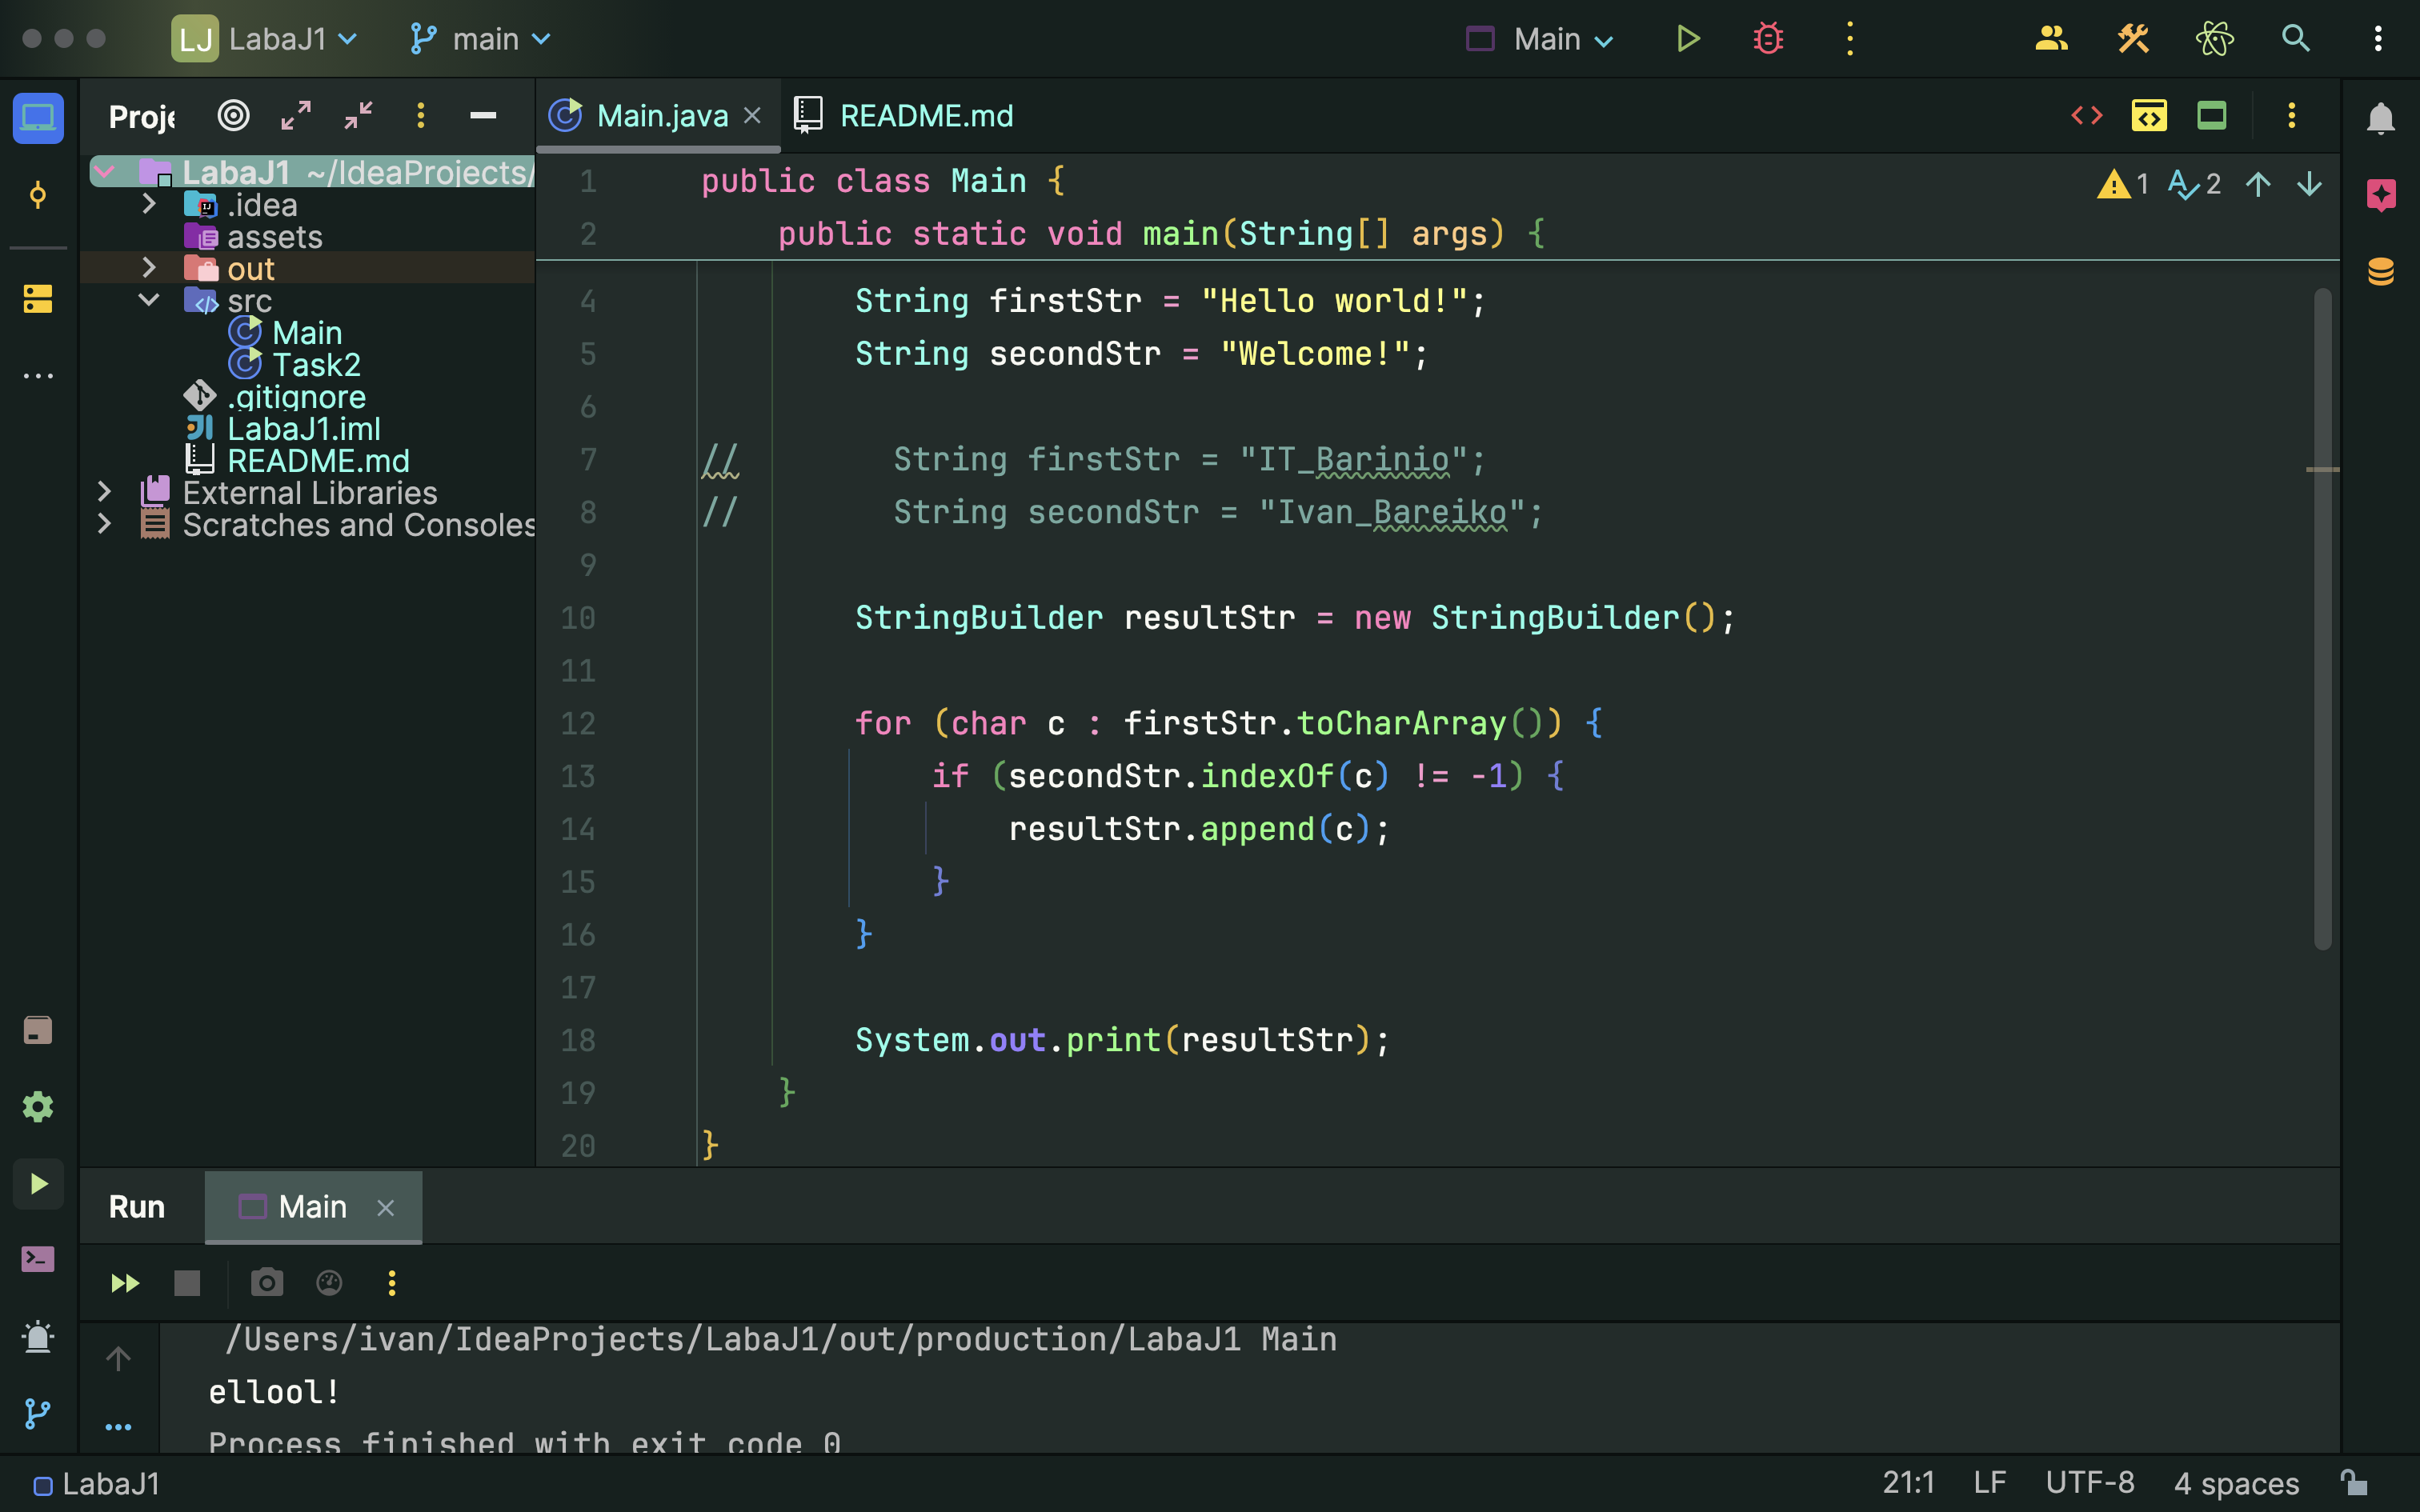 LJ LabaJ1 main Main
Proje
Main.java README.md
LabaJ1 ~/IdeaProjects/
.idea
assets
out
src
Main
Task2
.gitignore
LabaJ1.iml
README.md
External Libraries
Scratches and Consoles
1 2
1 public class Main {
2 public static void main(String[] args) {
4 String firstStr = "Hello world!";
5 String secondStr = "Welcome!";
6
7 // String firstStr = "IT_Barinio";
8 // String secondStr = "Ivan_Bareiko";
9
10 StringBuilder resultStr = new StringBuilder();
11
12 for (char c : firstStr.toCharArray()) {
13 if (secondStr.indexOf(c) != -1) {
14 resultStr.append(c);
15 }
16 }
17
18 System.out.print(resultStr);
19 }
20 }
Run Main
/Users/ivan/IdeaProjects/LabaJ1/out/production/LabaJ1 Main
ellool!
Process finished with exit code 0
LabaJ1 21:1 LF UTF-8 4 spaces